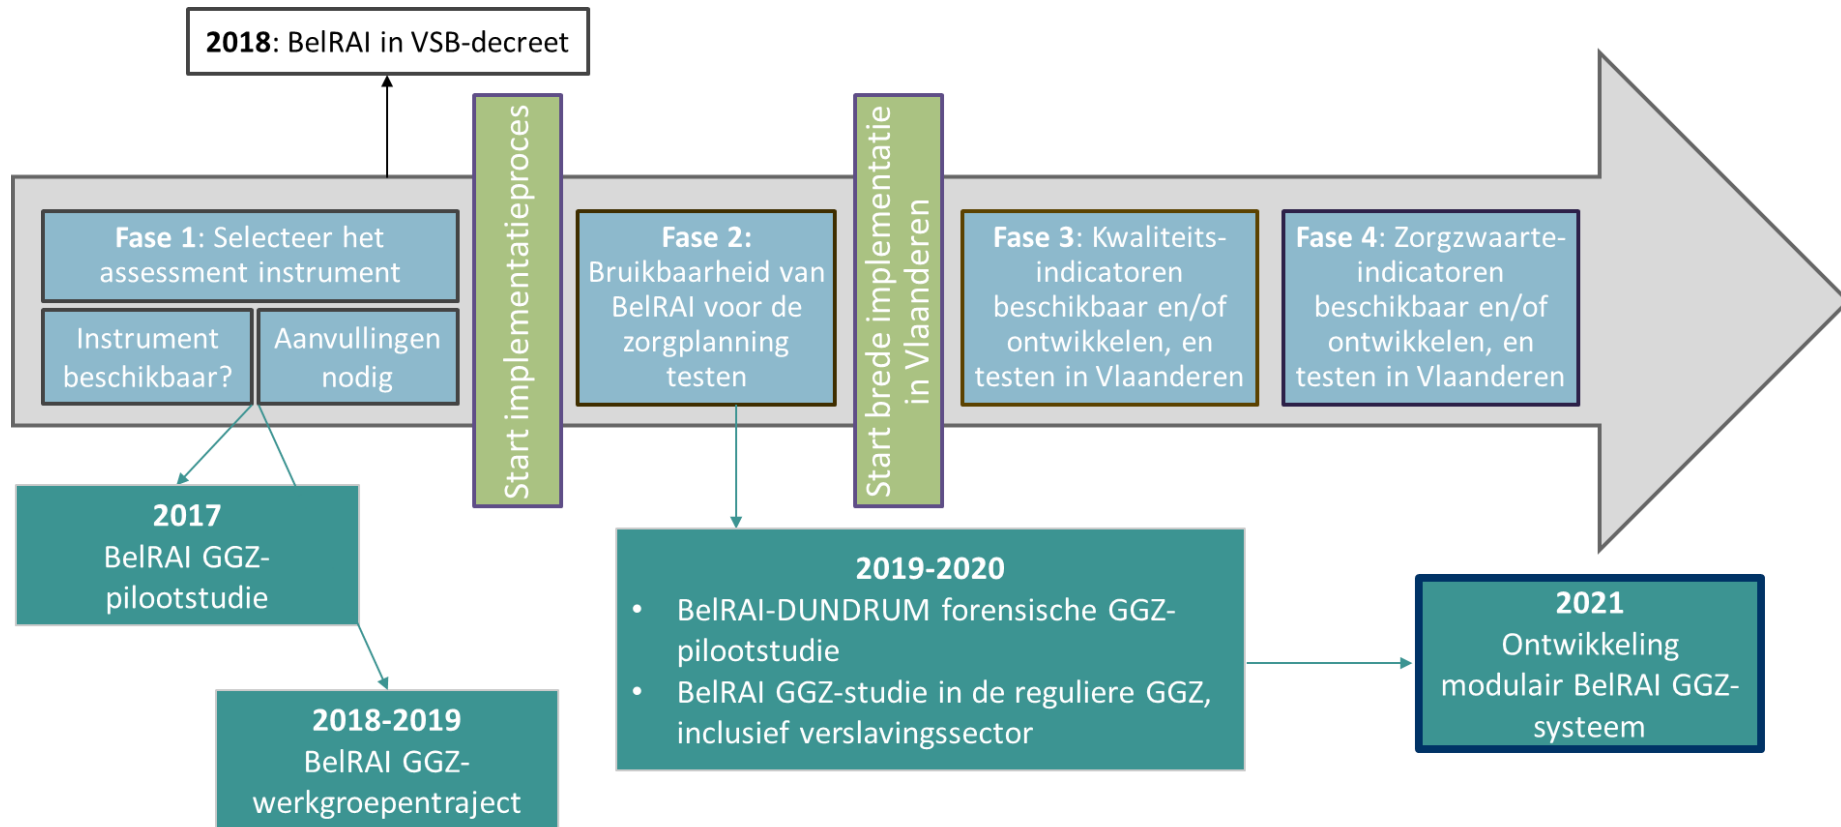 2018: BelRAI in VSB-decreet
Fase 1: Selecteer het
assessment instrument
Instrument
beschikbaar?
Aanvullingen
nodig
Start implementatieproces
Fase 2:
Bruikbaarheid van
BelRAI voor de
zorgplanning
testen
Start brede implementatie
in Vlaanderen
Fase 3: Kwaliteits-
indicatoren
beschikbaar en/of
ontwikkelen, en
testen in Vlaanderen
Fase 4: Zorgzwaarte-
indicatoren
beschikbaar en/of
ontwikkelen, en
testen in Vlaanderen
2017
BelRAI GGZ-
pilootstudie
2018-2019
BelRAI GGZ-
werkgroepentraject
2019-2020
• BelRAI-DUNDRUM forensische GGZ-
pilootstudie
• BelRAI GGZ-studie in de reguliere GGZ,
inclusief verslavingssector
2021
Ontwikkeling
modulair BelRAI GGZ-
systeem